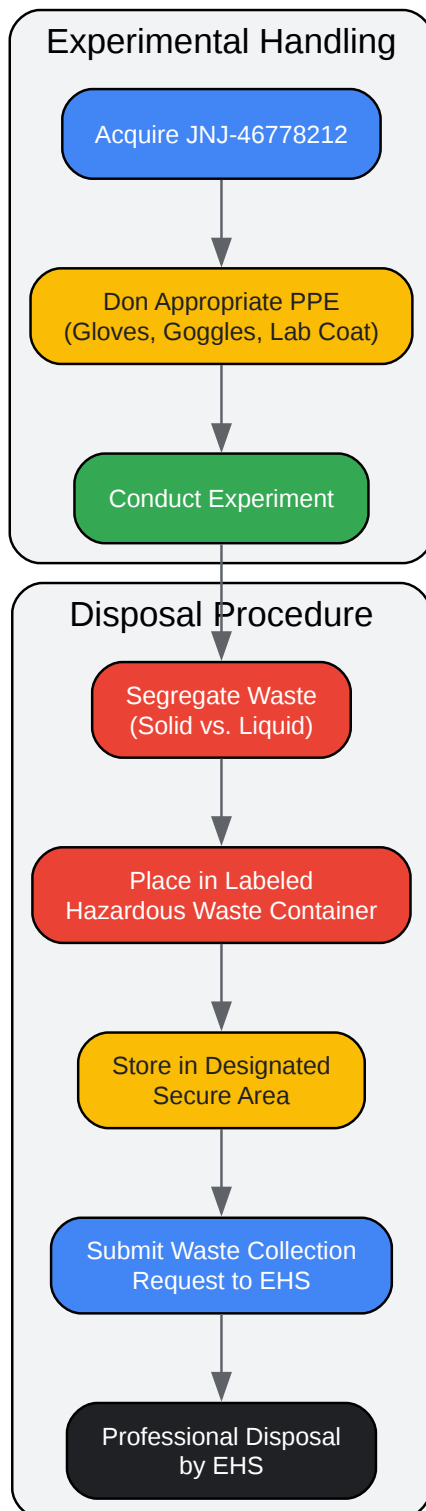 Experimental Handling
Acquire JNJ-46778212
Don Appropriate PPE
(Gloves, Goggles, Lab Coat)
Conduct Experiment
Disposal Procedure
Segregate Waste
(Solid vs. Liquid)
Place in Labeled
Hazardous Waste Container
Store in Designated
Secure Area
Submit Waste Collection
Request to EHS
Professional Disposal
by EHS